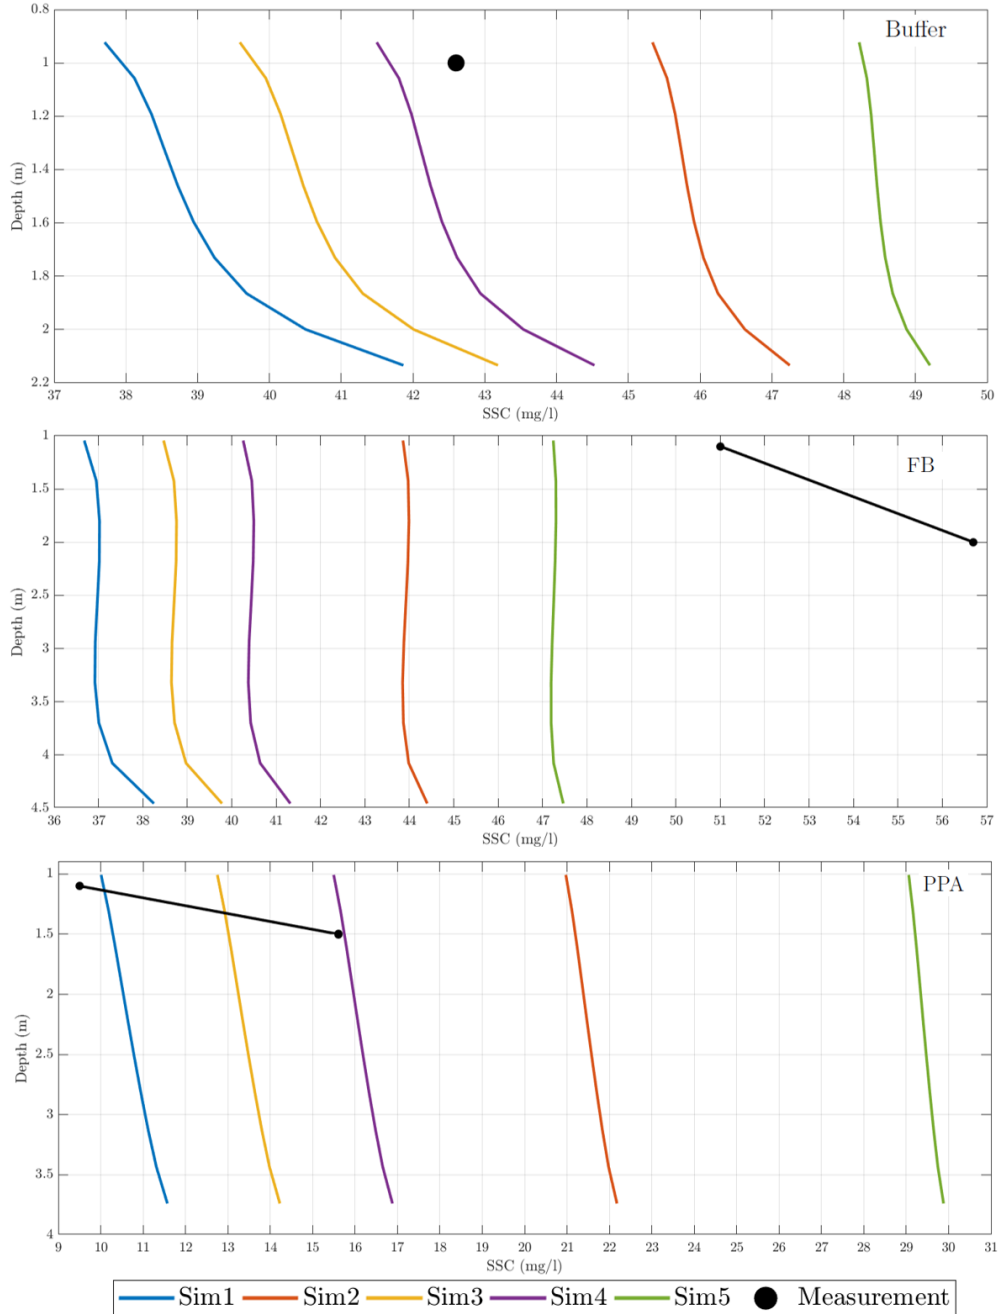 0.8
Buffer
1
1.2
1.4
1.6
1.8
2
2.2
Depth (m)
37 38 39 40 41 42 43 44 45 46 47 48 49 50
SSC (mg/l)
1
FB
1.5
2
2.5
3
3.5
4
4.5
Depth (m)
36 37 38 39 40 41 42 43 44 45 46 47 48 49 50 51 52 53 54 55 56 57
SSC (mg/l)
1
PPA
1.5
2
2.5
3
3.5
4
Depth (m)
9 10 11 12 13 14 15 16 17 18 19 20 21 22 23 24 25 26 27 28 29 30 31
SSC (mg/l)
Sim1 Sim2 Sim3 Sim4 Sim5 Measurement